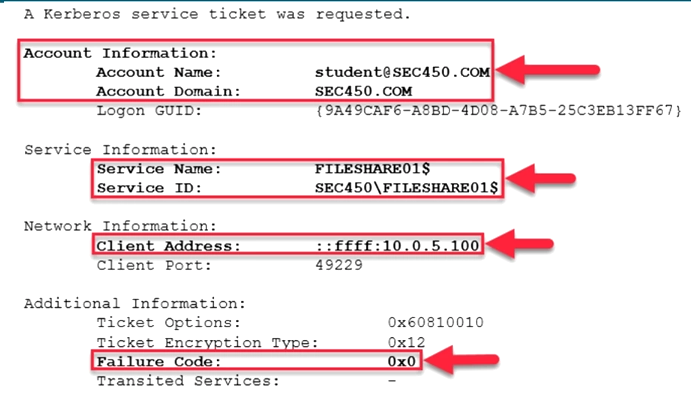 A Kerberos service ticket was requested.
Account Information:
Account Name: student@SEC450.COM
Account Domain: SEC450.COM
Logon GUID: {9A49CAF6-A8BD-4D08-A7B5-25C3EB13FF67}
Service Information:
Service Name: FILESHARE01$
Service ID: SEC450\FILESHARE01$
Network Information:
Client Address: ::ffff:10.0.5.100
Client Port: 49229
Additional Information:
Ticket Options: 0x60810010
Ticket Encryption Type: 0x12
Failure Code: 0x0
Transited Services: -